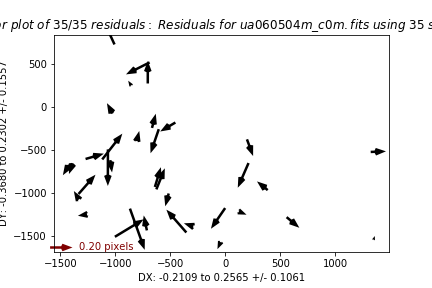 or plot of 35/35 residuals: Residuals for ua060504m_c0m.fits using 35 s
DY: -0.3680 to 0.2302 +/- 0.1557
500
0
−500
−1000
−1500
0.20 pixels
−1500 −1000 −500 0 500 1000
DX: -0.2109 to 0.2565 +/- 0.1061